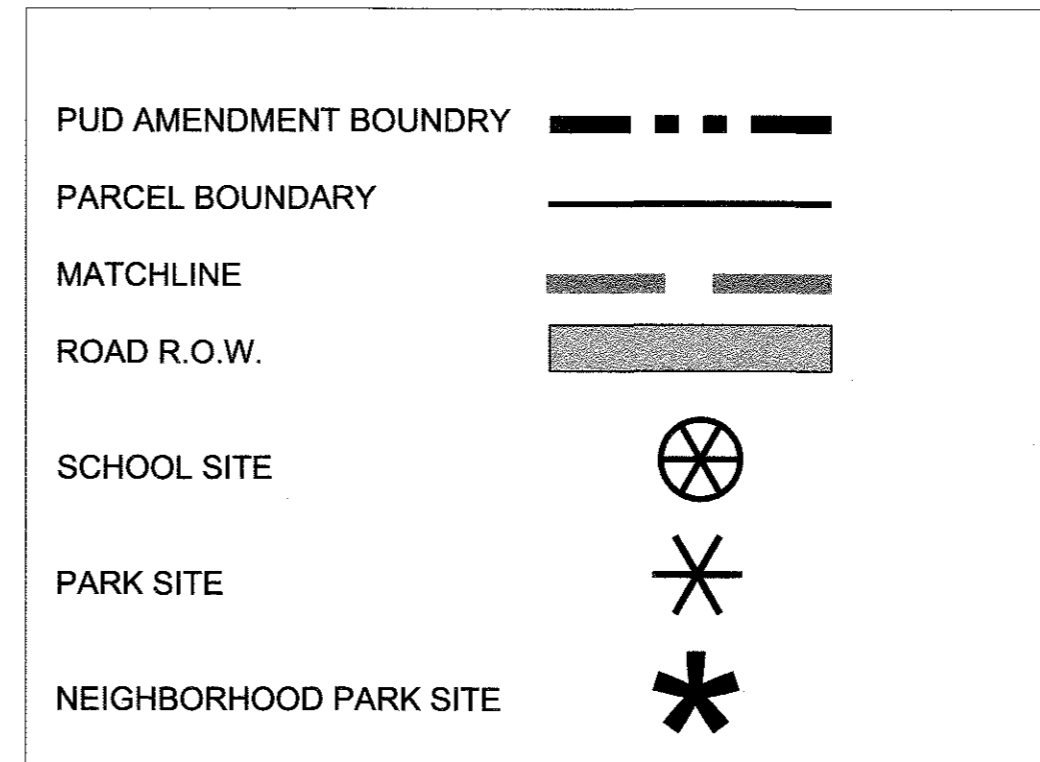 PUD AMENDMENT BOUNDRY
PARCEL BOUNDARY
MATCHLINE
ROAD R.O.W.
SCHOOL SITE
PARK SITE
NEIGHBORHOOD PARK SITE